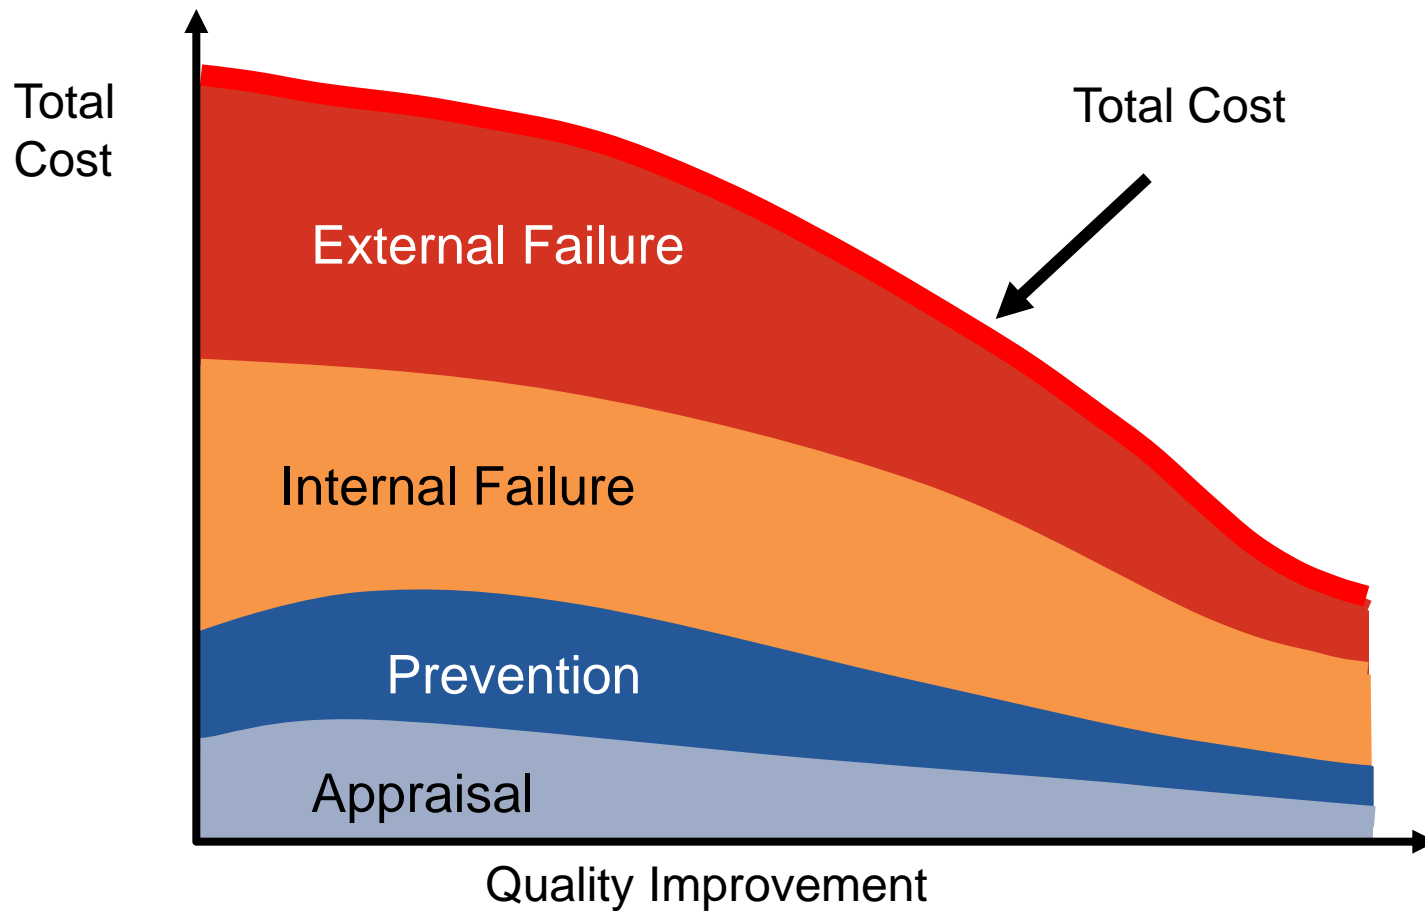 Total
Cost
Total Cost
External Failure
Internal Failure
Prevention
Appraisal
Quality Improvement